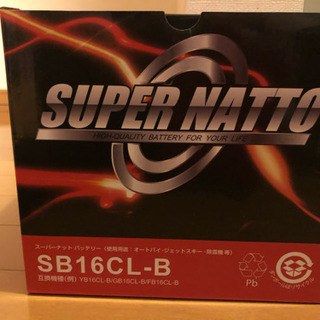 SUPER NATTO
HIGH-QUALITY BATTERY FOR YOUR LIFE
スーパーナット バッテリー（使用用途：オートバイ・ジェットスキー・除雪機 等）
SB16CL-B
互換機種(例) YB16CL-B/GB16CL-B/FB16CL-B
Pb